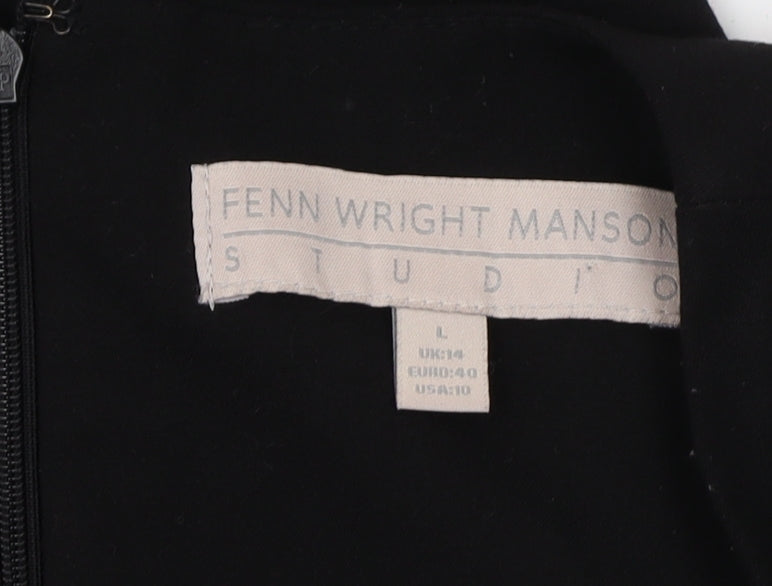 FENN WRIGHT MANSON
S T U D I O
L
UK:14
EURO:40
USA:10